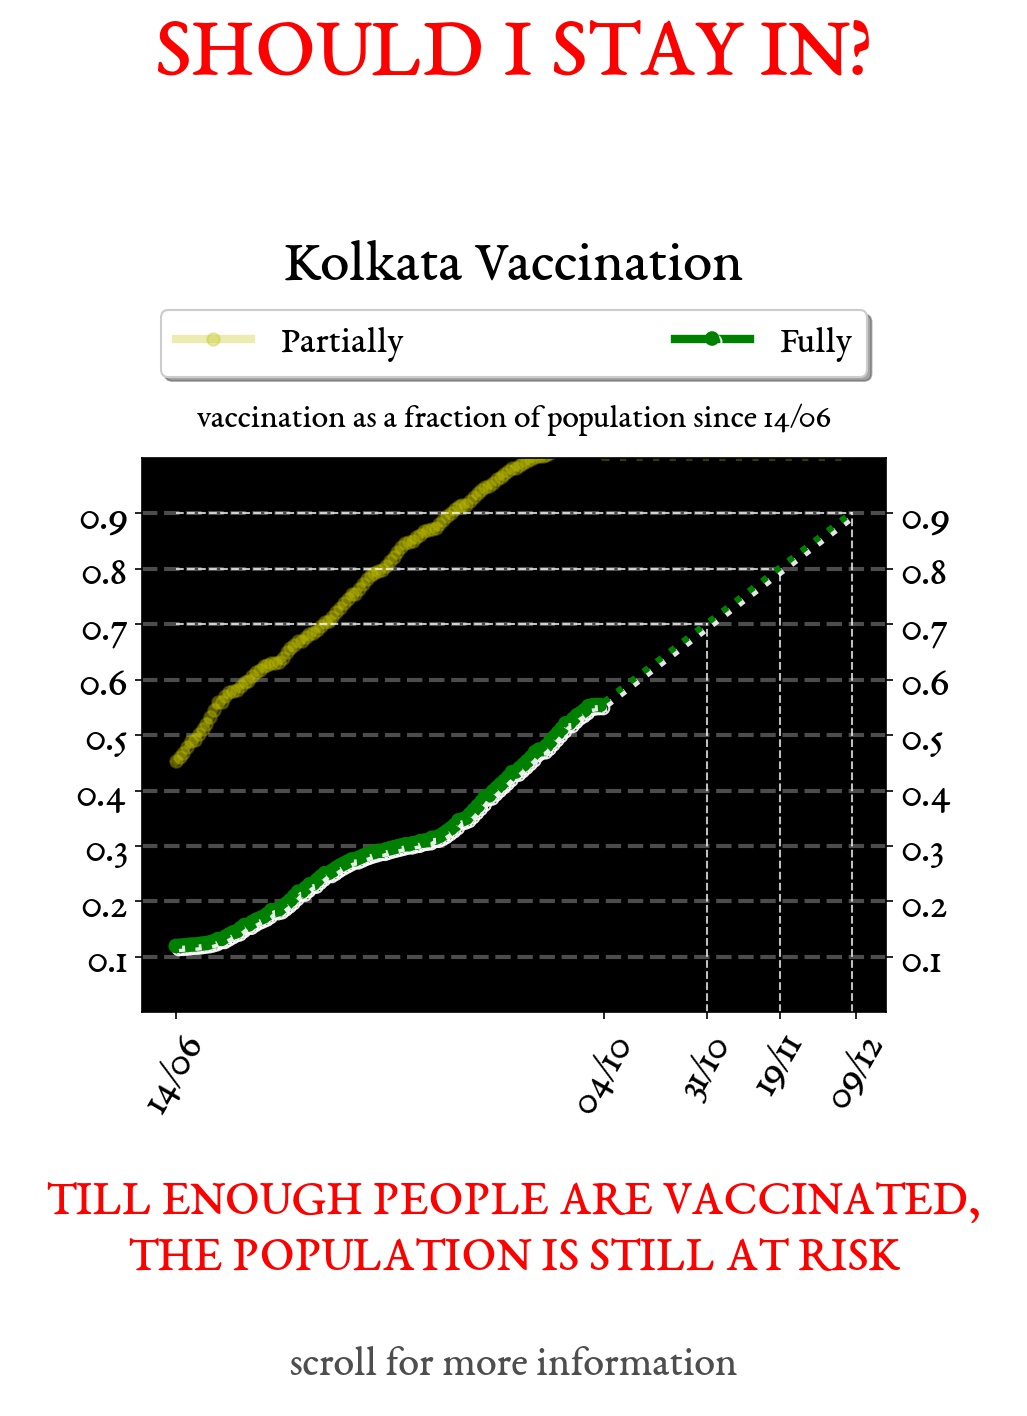 SHOULD I STAY IN?
Kolkata Vaccination
Partially Fully
vaccination as a fraction of population since 14/06
0.9 0.9
0.8 0.8
0.7 0.7
0.6 0.6
0.5 0.5
0.4 0.4
0.3 0.3
0.2 0.2
0.1 0.1
14/06 04/10 31/10 19/11 09/12
TILL ENOUGH PEOPLE ARE VACCINATED,
THE POPULATION IS STILL AT RISK
scroll for more information